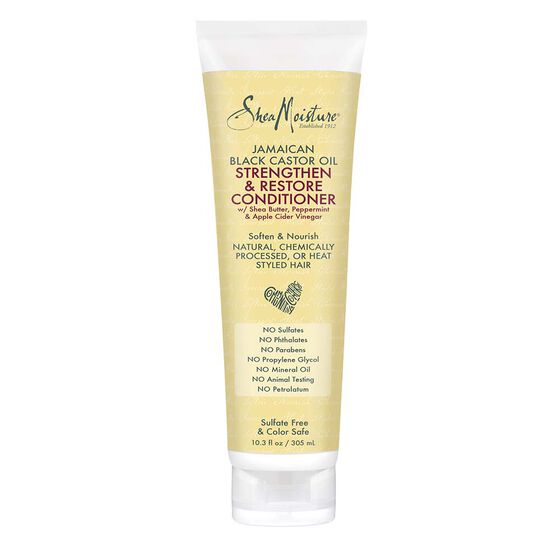 SheaMoisture®
Established 1912
JAMAICAN
BLACK CASTOR OIL
STRENGTHEN
& RESTORE
CONDITIONER
w/ Shea Butter, Peppermint
& Apple Cider Vinegar
Soften & Nourish
NATURAL, CHEMICALLY
PROCESSED, OR HEAT
STYLED HAIR
NO Sulfates
NO Phthalates
NO Parabens
NO Propylene Glycol
NO Mineral Oil
NO Animal Testing
NO Petrolatum
Sulfate Free
& Color Safe
10.3 fl oz / 305 mL